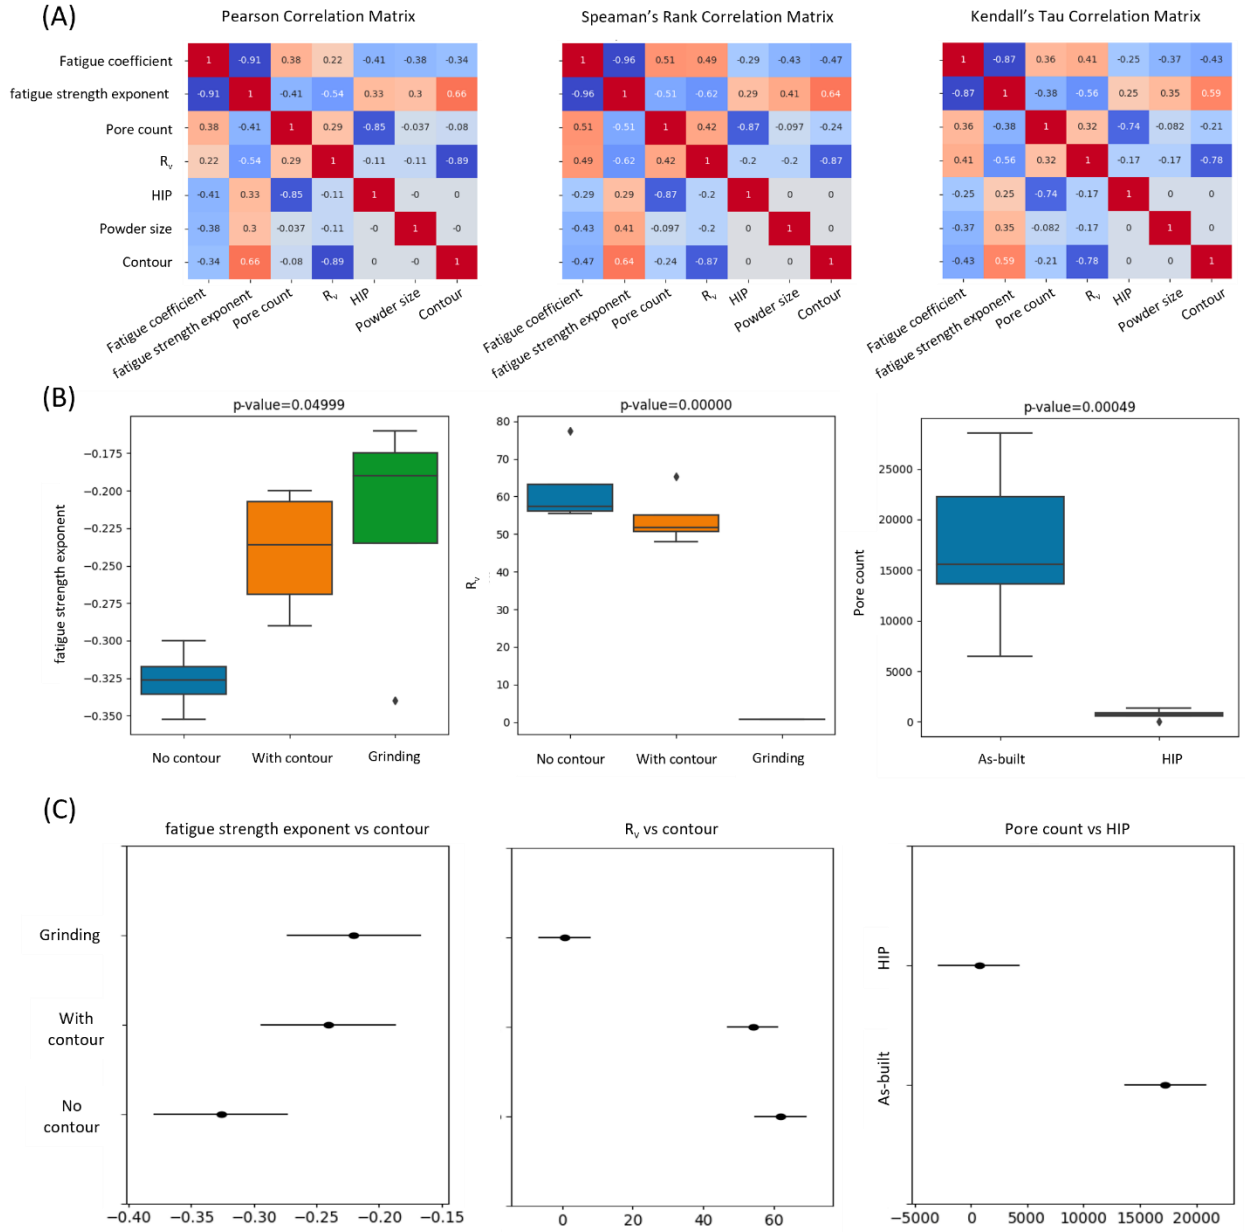 (A)
Pearson Correlation Matrix
Speaman's Rank Correlation Matrix
Kendall's Tau Correlation Matrix
Fatigue coefficient 1 -0.91 0.38 0.22 -0.41 -0.38 -0.34
fatigue strength exponent -0.91 1 -0.41 -0.54 0.33 0.3 0.66
Pore count 0.38 -0.41 1 0.29 -0.85 -0.037 -0.08
Rv 0.22 -0.54 0.29 1 -0.11 -0.11 -0.89
HIP -0.41 0.33 -0.85 -0.11 1 -0 0
Powder size -0.38 0.3 -0.037 -0.11 -0 1 -0
Contour -0.34 0.66 -0.08 -0.89 0 -0 1
Fatigue coefficient
fatigue strength exponent
Pore count
Rv
HIP
Powder size
Contour
1 -0.96 0.51 0.49 -0.29 -0.43 -0.47
-0.96 1 -0.51 -0.62 0.29 0.41 0.64
0.51 -0.51 1 0.42 -0.87 -0.097 -0.24
0.49 -0.62 0.42 1 -0.2 -0.2 -0.87
-0.29 0.29 -0.87 -0.2 1 0 0
-0.43 0.41 -0.097 -0.2 0 1 0
-0.47 0.64 -0.24 -0.87 0 0 1
Fatigue coefficient
fatigue strength exponent
Pore count
Rv
HIP
Powder size
Contour
1 -0.87 0.36 0.41 -0.25 -0.37 -0.43
-0.87 1 -0.38 -0.56 0.25 0.35 0.59
0.36 -0.38 1 0.32 -0.74 -0.082 -0.21
0.41 -0.56 0.32 1 -0.17 -0.17 -0.78
-0.25 0.25 -0.74 -0.17 1 0 0
-0.37 0.35 -0.082 -0.17 0 1 0
-0.43 0.59 -0.21 -0.78 0 0 1
Fatigue coefficient
fatigue strength exponent
Pore count
Rv
HIP
Powder size
Contour
(B)
p-value=0.04999
fatigue strength exponent
−0.175
−0.200
−0.225
−0.250
−0.275
−0.300
−0.325
−0.350
No contour With contour Grinding
p-value=0.00000
Rv
80
70
60
50
40
30
20
10
0
No contour With contour Grinding
p-value=0.00049
Pore count
25000
20000
15000
10000
5000
0
As-built HIP
(C)
fatigue strength exponent vs contour
Grinding
With
contour
No
contour
−0.40 −0.35 −0.30 −0.25 −0.20 −0.15
Rv vs contour
0 20 40 60
Pore count vs HIP
HIP
As-built
−5000 0 5000 10000 15000 20000